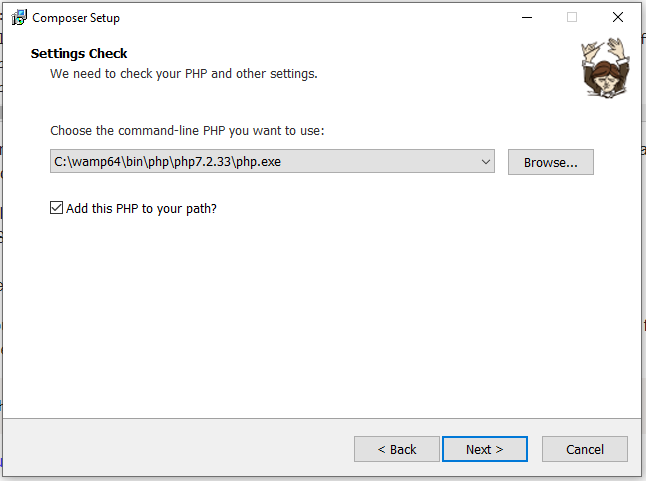 Composer Setup
Settings Check
We need to check your PHP and other settings.
Choose the command-line PHP you want to use:
C:\wamp64\bin\php\php7.2.33\php.exe
Browse...
Add this PHP to your path?
< Back
Next >
Cancel